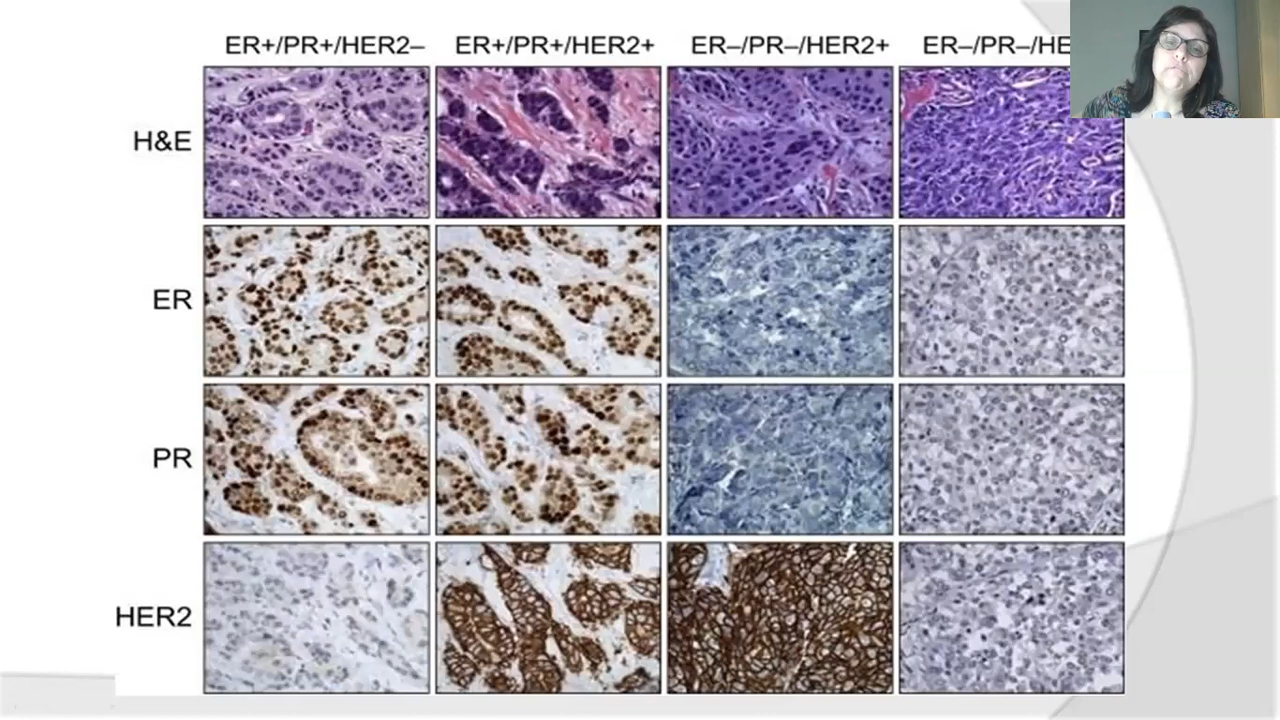 ER+/PR+/HER2– ER+/PR+/HER2+ ER–/PR–/HER2+ ER–/PR–/HE
H&E
ER
PR
HER2